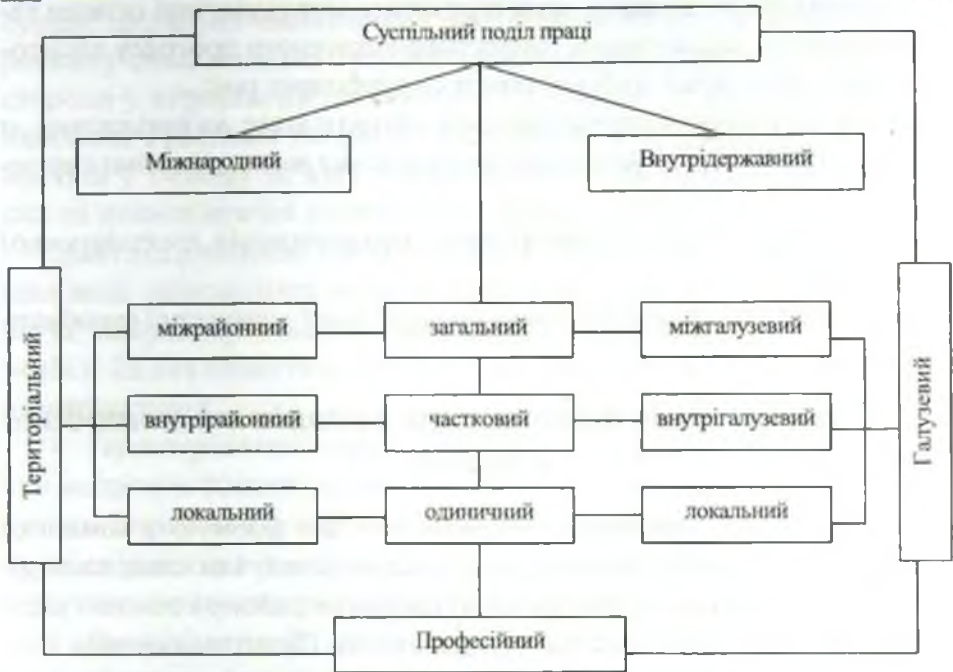 Суспільний поділ праці
Міжнародний
Внутрідержавний
Територіальний
міжрайонний
загальний
міжгалузевий
Галузевий
внутрірайонний
частковий
внутрігалузевий
локальний
одиничний
локальний
Професійний